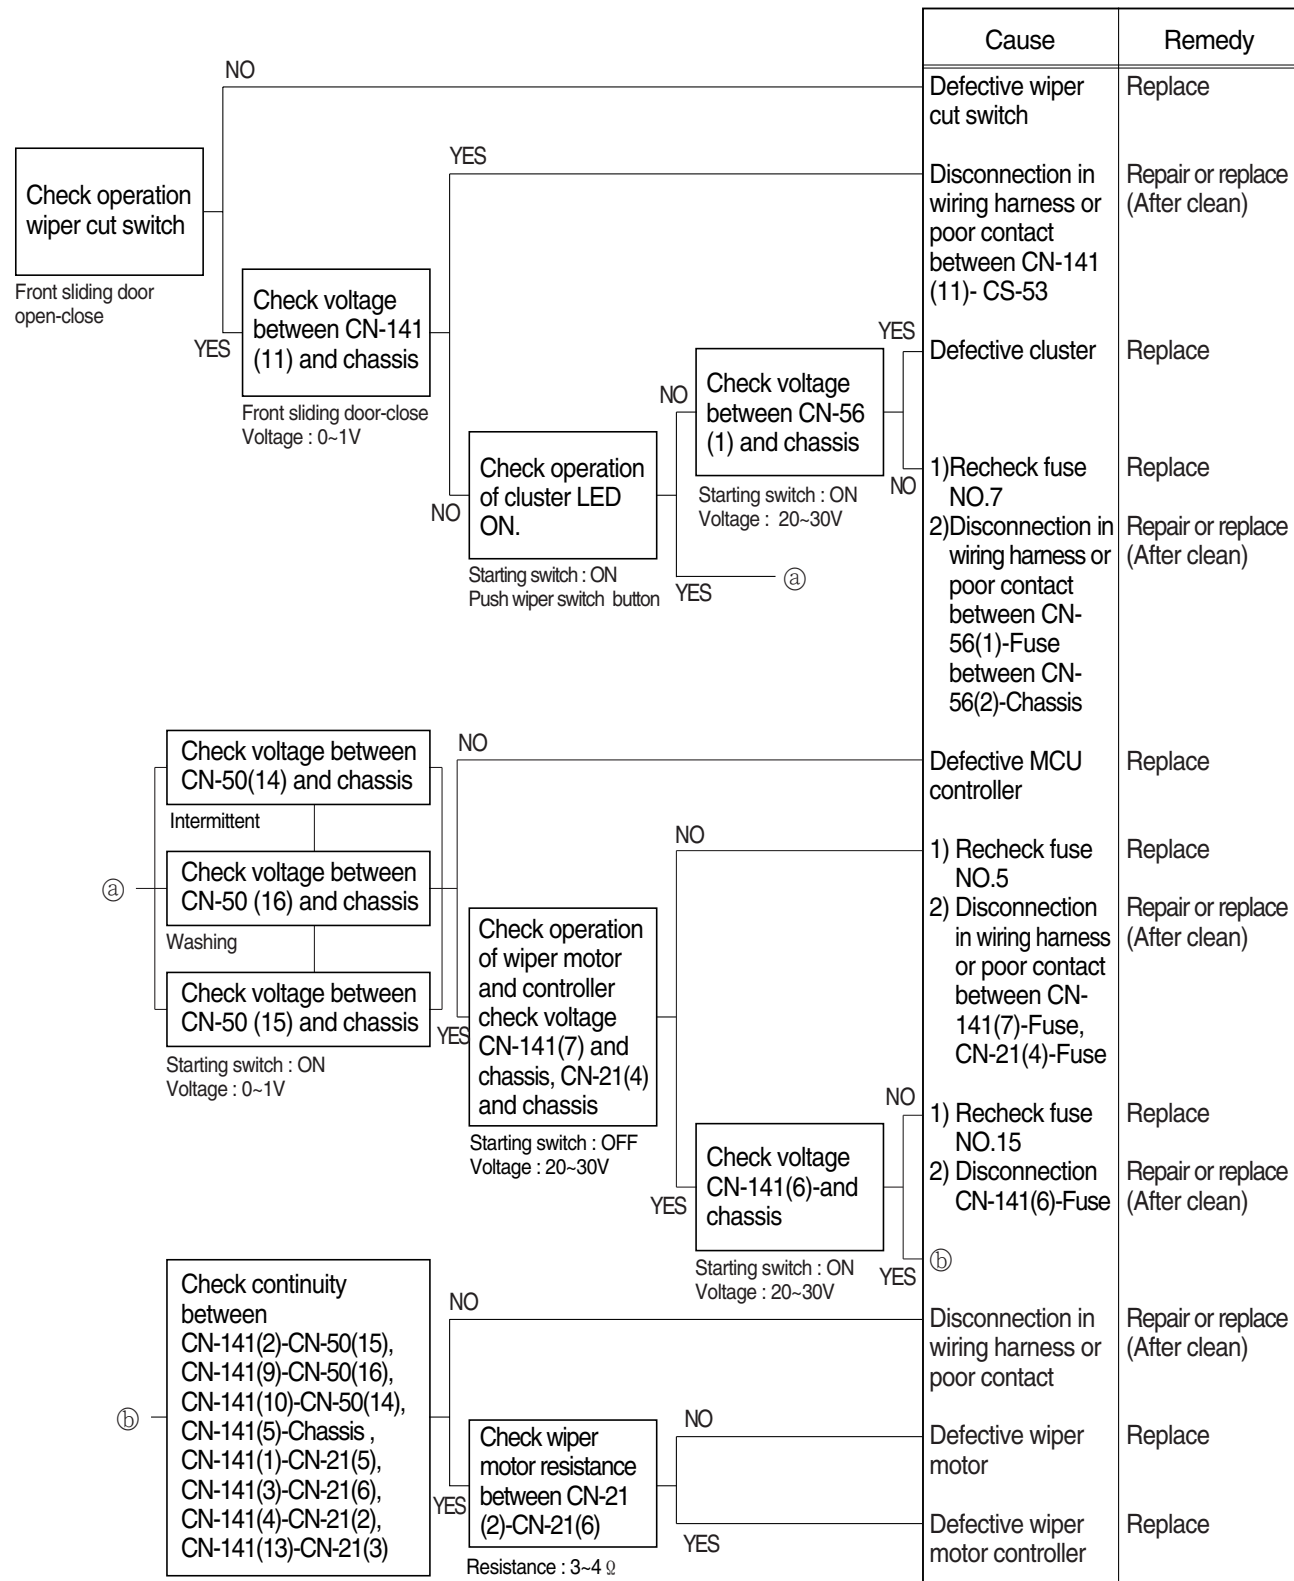 Cause
Remedy
NO
Defective wiper
cut switch
Replace
YES
Check operation
wiper cut switch
Front sliding door
open-close
Disconnection in
wiring harness or
poor contact
between CN-141
(11)- CS-53
Repair or replace
(After clean)
YES
Check voltage
between CN-141
(11) and chassis
Front sliding door-close
Voltage : 0~1V
YES
Defective cluster
Replace
NO
Check voltage
between CN-56
(1) and chassis
Starting switch : ON
Voltage : 20~30V
NO
Check operation
of cluster LED
ON.
Starting switch : ON
Push wiper switch button
NO
1)Recheck fuse
NO.7
Replace
2)Disconnection in
wiring harness or
poor contact
between CN-
56(1)-Fuse
between CN-
56(2)-Chassis
Repair or replace
(After clean)
YES
ⓐ
Check voltage between
CN-50(14) and chassis
Intermittent
ⓐ
Check voltage between
CN-50 (16) and chassis
Washing
Check voltage between
CN-50 (15) and chassis
Starting switch : ON
Voltage : 0~1V
NO
Defective MCU
controller
Replace
YES
Check operation
of wiper motor
and controller
check voltage
CN-141(7) and
chassis, CN-21(4)
and chassis
Starting switch : OFF
Voltage : 20~30V
NO
1) Recheck fuse
NO.5
Replace
2) Disconnection
in wiring harness
or poor contact
between CN-
141(7)-Fuse,
CN-21(4)-Fuse
Repair or replace
(After clean)
YES
Check voltage
CN-141(6)-and
chassis
Starting switch : ON
Voltage : 20~30V
NO
1) Recheck fuse
NO.15
Replace
2) Disconnection
CN-141(6)-Fuse
Repair or replace
(After clean)
YES
ⓑ
ⓑ
Check continuity
between
CN-141(2)-CN-50(15),
CN-141(9)-CN-50(16),
CN-141(10)-CN-50(14),
CN-141(5)-Chassis ,
CN-141(1)-CN-21(5),
CN-141(3)-CN-21(6),
CN-141(4)-CN-21(2),
CN-141(13)-CN-21(3)
NO
Disconnection in
wiring harness or
poor contact
Repair or replace
(After clean)
YES
Check wiper
motor resistance
between CN-21
(2)-CN-21(6)
Resistance : 3~4 Ω
NO
Defective wiper
motor
Replace
YES
Defective wiper
motor controller
Replace